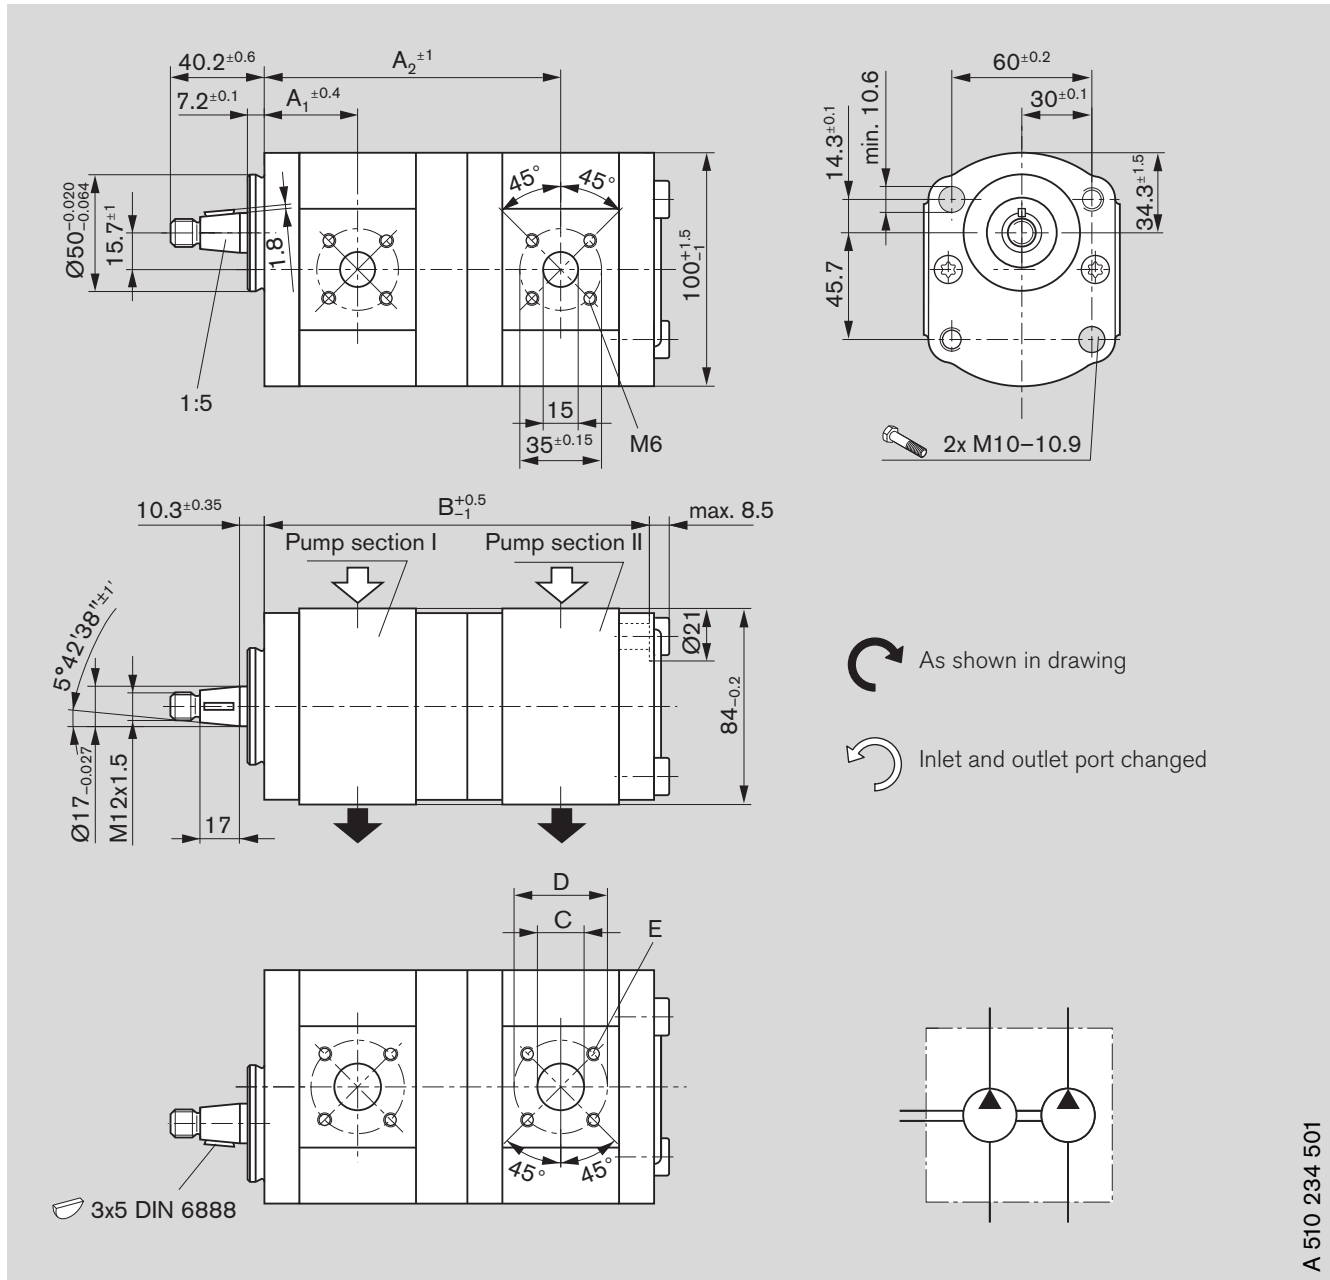 40.2±0.6
A₂±1
7.2±0.1
A₁±0.4
Ø50−0.020 −0.064
15.7±1
1.8
45°
45°
100+1.5 −1
1:5
15
35±0.15
M6
60±0.2
30±0.1
14.3±0.1
min. 10.6
34.3±1.5
45.7
2x M10–10.9
10.3±0.35
B+0.5 −1
max. 8.5
Pump section I
Pump section II
5°42'38"±1'
Ø17−0.027
M12x1.5
17
Ø21
84−0.2
As shown in drawing
Inlet and outlet port changed
D
C
E
45°
45°
3x5 DIN 6888
A 510 234 501